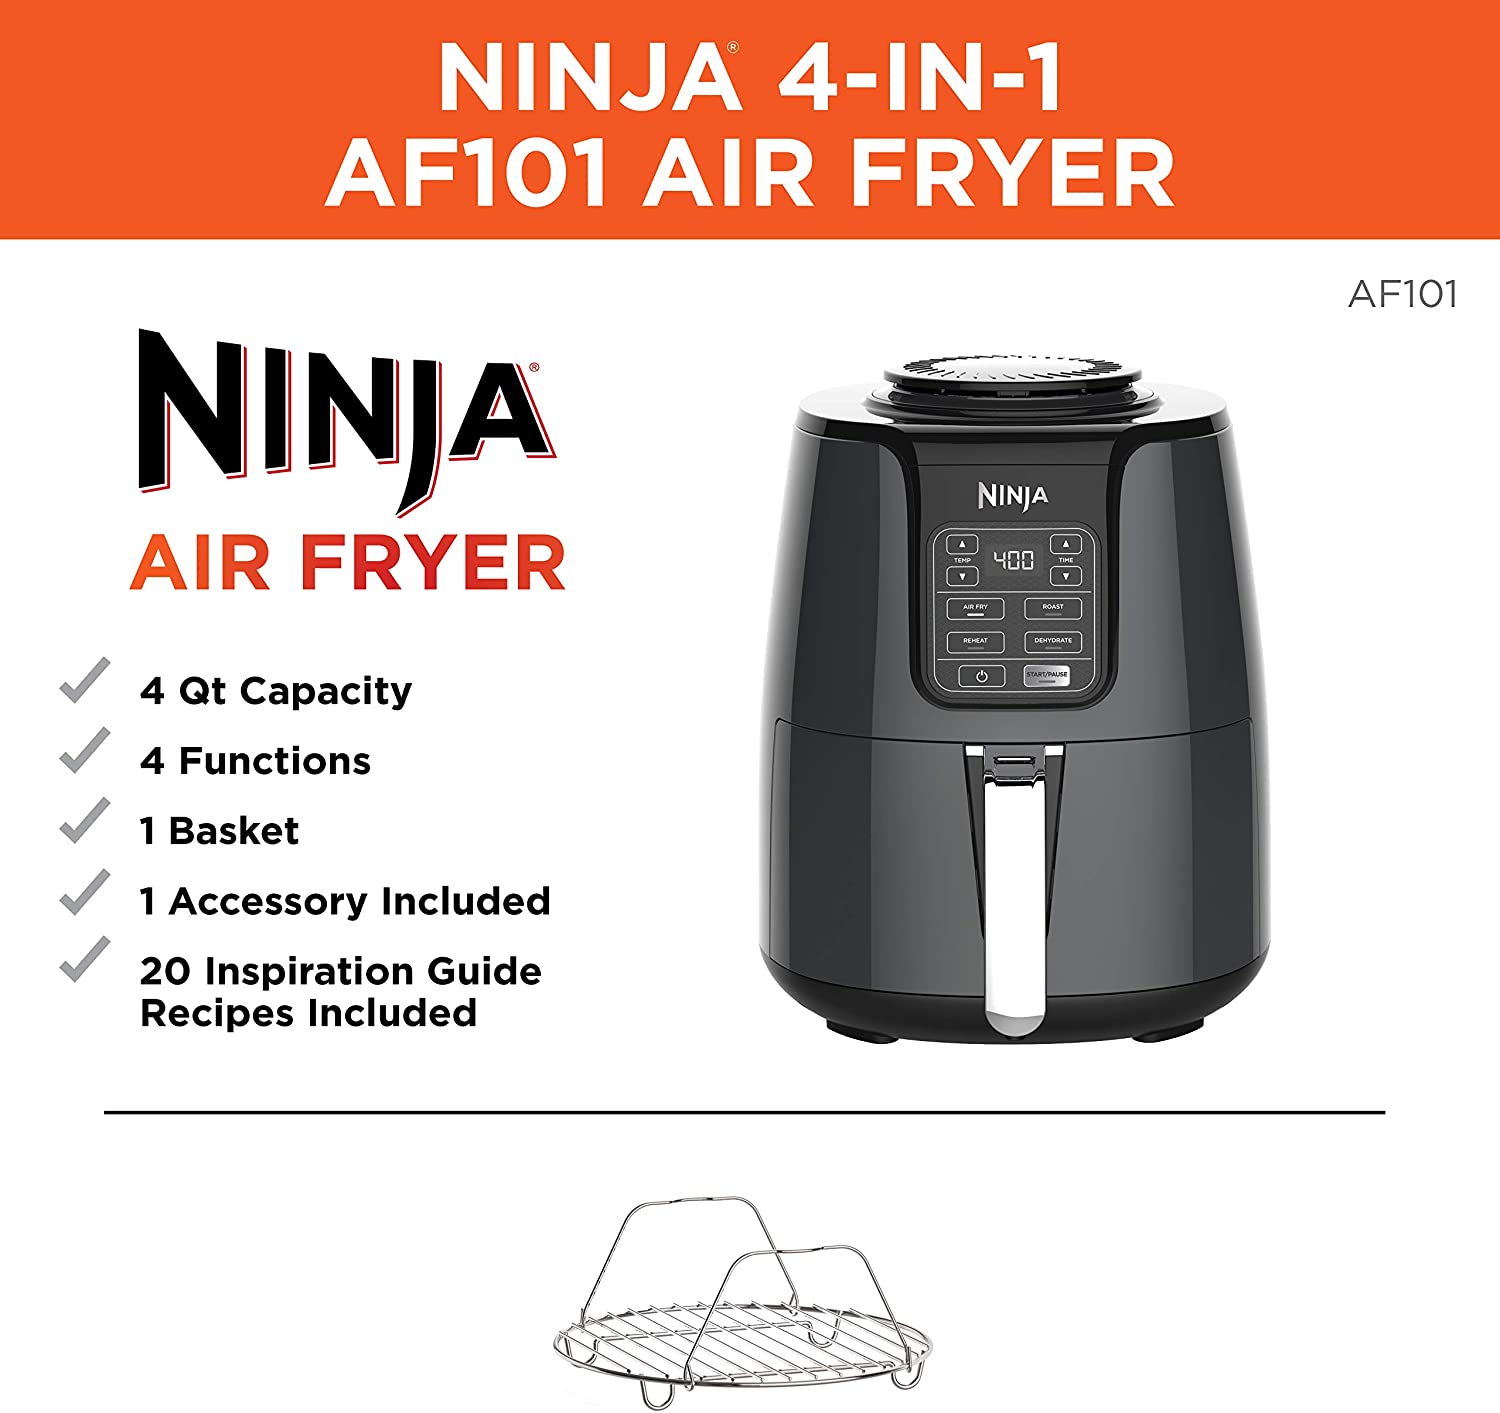 NINJA® 4-IN-1
AF101 AIR FRYER
AF101
NINJA®
AIR FRYER
4 Qt Capacity
4 Functions
1 Basket
1 Accessory Included
20 Inspiration Guide
Recipes Included
NINJA
TEMP
400
TIME
AIR FRY
ROAST
REHEAT
DEHYDRATE
START/PAUSE